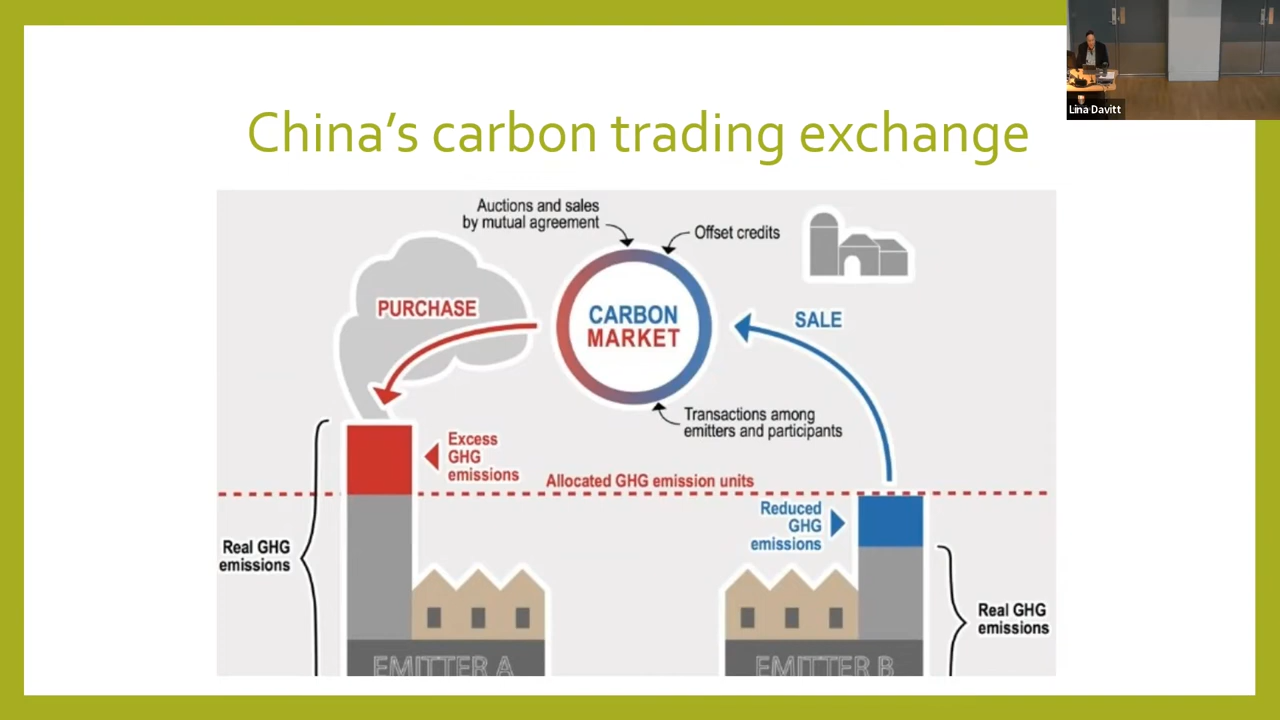 Lina Davitt
China's carbon trading exchange
Auctions and sales
by mutual agreement
Offset credits
PURCHASE
CARBON
MARKET
SALE
Transactions among
emitters and participants
Excess
GHG
emissions
Allocated GHG emission units
Reduced
GHG
emissions
Real GHG
emissions
Real GHG
emissions
EMITTER A
EMITTER B